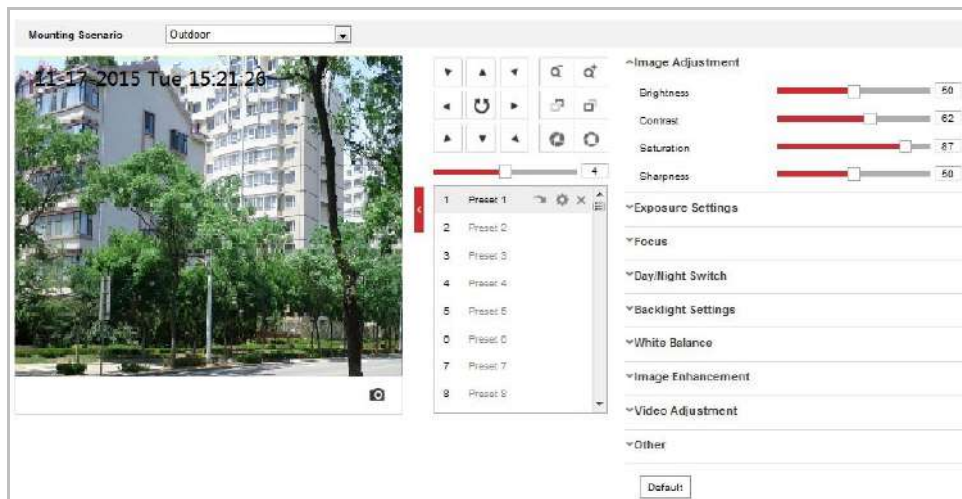 Mounting Scenario Outdoor
11-17-2015 Tue 15:21:26
4
1 Preset 1
2 Preset 2
3 Preset 3
4 Preset 4
5 Preset 5
6 Preset 6
7 Preset 7
8 Preset 8
Image Adjustment
Brightness 50
Contrast 62
Saturation 87
Sharpness 50
Exposure Settings
Focus
Day/Night Switch
Backlight Settings
White Balance
Image Enhancement
Video Adjustment
Other
Default